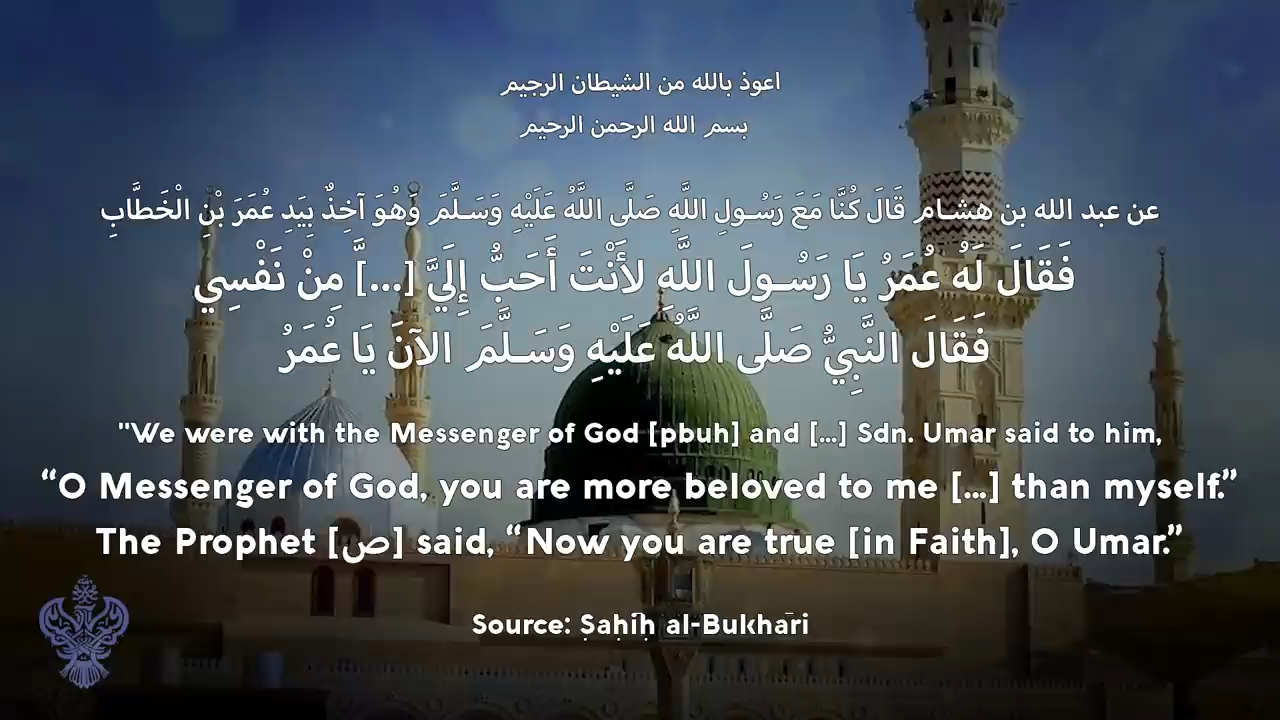 اعوذ بالله من الشيطان الرجيم
بسم الله الرحمن الرحيم
عن عبد الله بن هشام قَالَ كُنَّا مَعَ رَسُولِ اللَّهِ صَلَّى اللَّهُ عَلَيْهِ وَسَلَّمَ وَهُوَ آخِذٌ بِيَدِ عُمَرَ بْنِ الْخَطَّابِ
فَقَالَ لَهُ عُمَرُ يَا رَسُولَ اللَّهِ لأَنْتَ أَحَبُّ إِلَيَّ [...] مِنْ نَفْسِي
فَقَالَ النَّبِيُّ صَلَّى اللَّهُ عَلَيْهِ وَسَلَّمَ الآنَ يَا عُمَرُ
"We were with the Messenger of God [pbuh] and [...] Sdn. Umar said to him,
“O Messenger of God, you are more beloved to me [...] than myself.”
The Prophet [ص] said, “Now you are true [in Faith], O Umar.”
Source: Ṣaḥīḥ al-Bukhāri